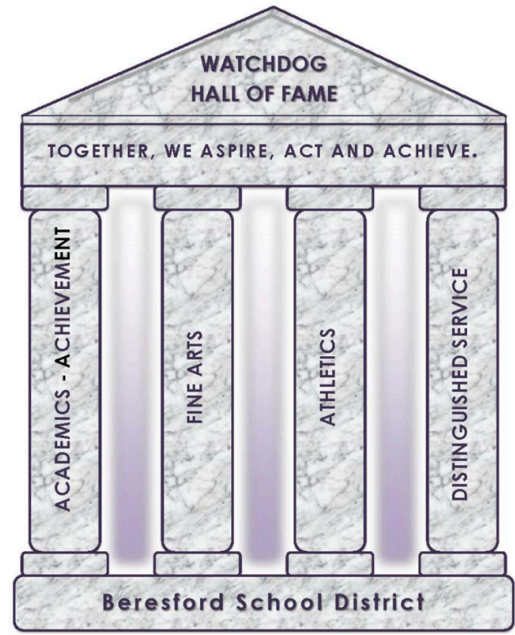 WATCHDOG
HALL OF FAME
TOGETHER, WE ASPIRE, ACT AND ACHIEVE.
ACADEMICS - ACHIEVEMENT
FINE ARTS
ATHLETICS
DISTINGUISHED SERVICE
Beresford School District